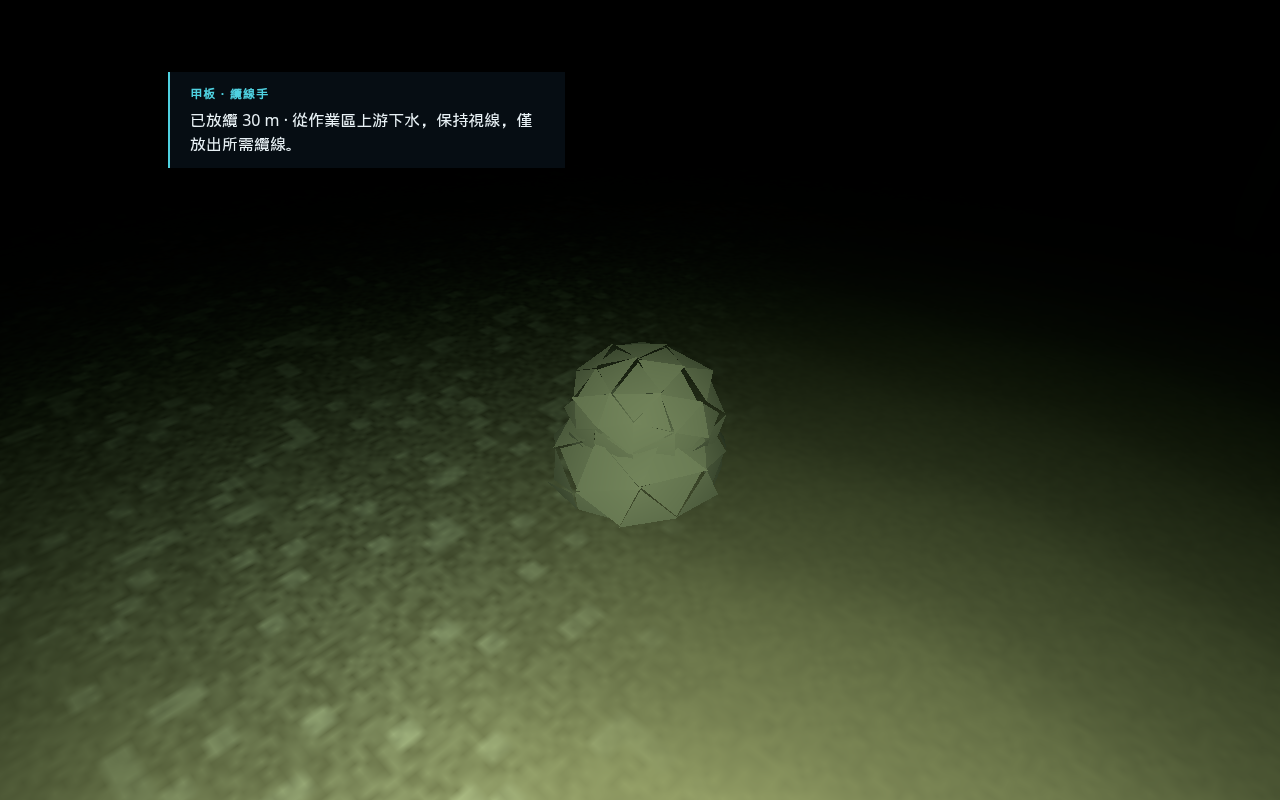 甲板 · 纜線手
已放纜 30 m · 從作業區上游下水，保持視線，僅
放出所需纜線。